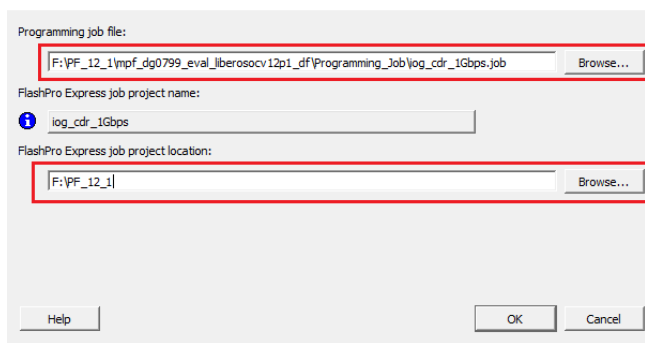 Programming job file:
F:\PF_12_1\mpf_dg0799_eval_liberosocv12p1_df\Programming_Job\iog_cdr_1Gbps.job
Browse...
FlashPro Express job project name:
iog_cdr_1Gbps
FlashPro Express job project location:
F:\PF_12_1
Browse...
Help
OK
Cancel